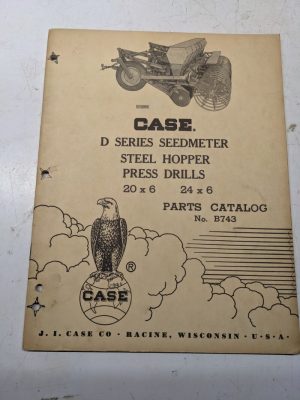 CASE.
D SERIES SEEDMETER
STEEL HOPPER
PRESS DRILLS
20 x 6 24 x 6
PARTS CATALOG
No. B743
®
CASE
J. I. CASE CO · RACINE, WISCONSIN · U · S · A ·